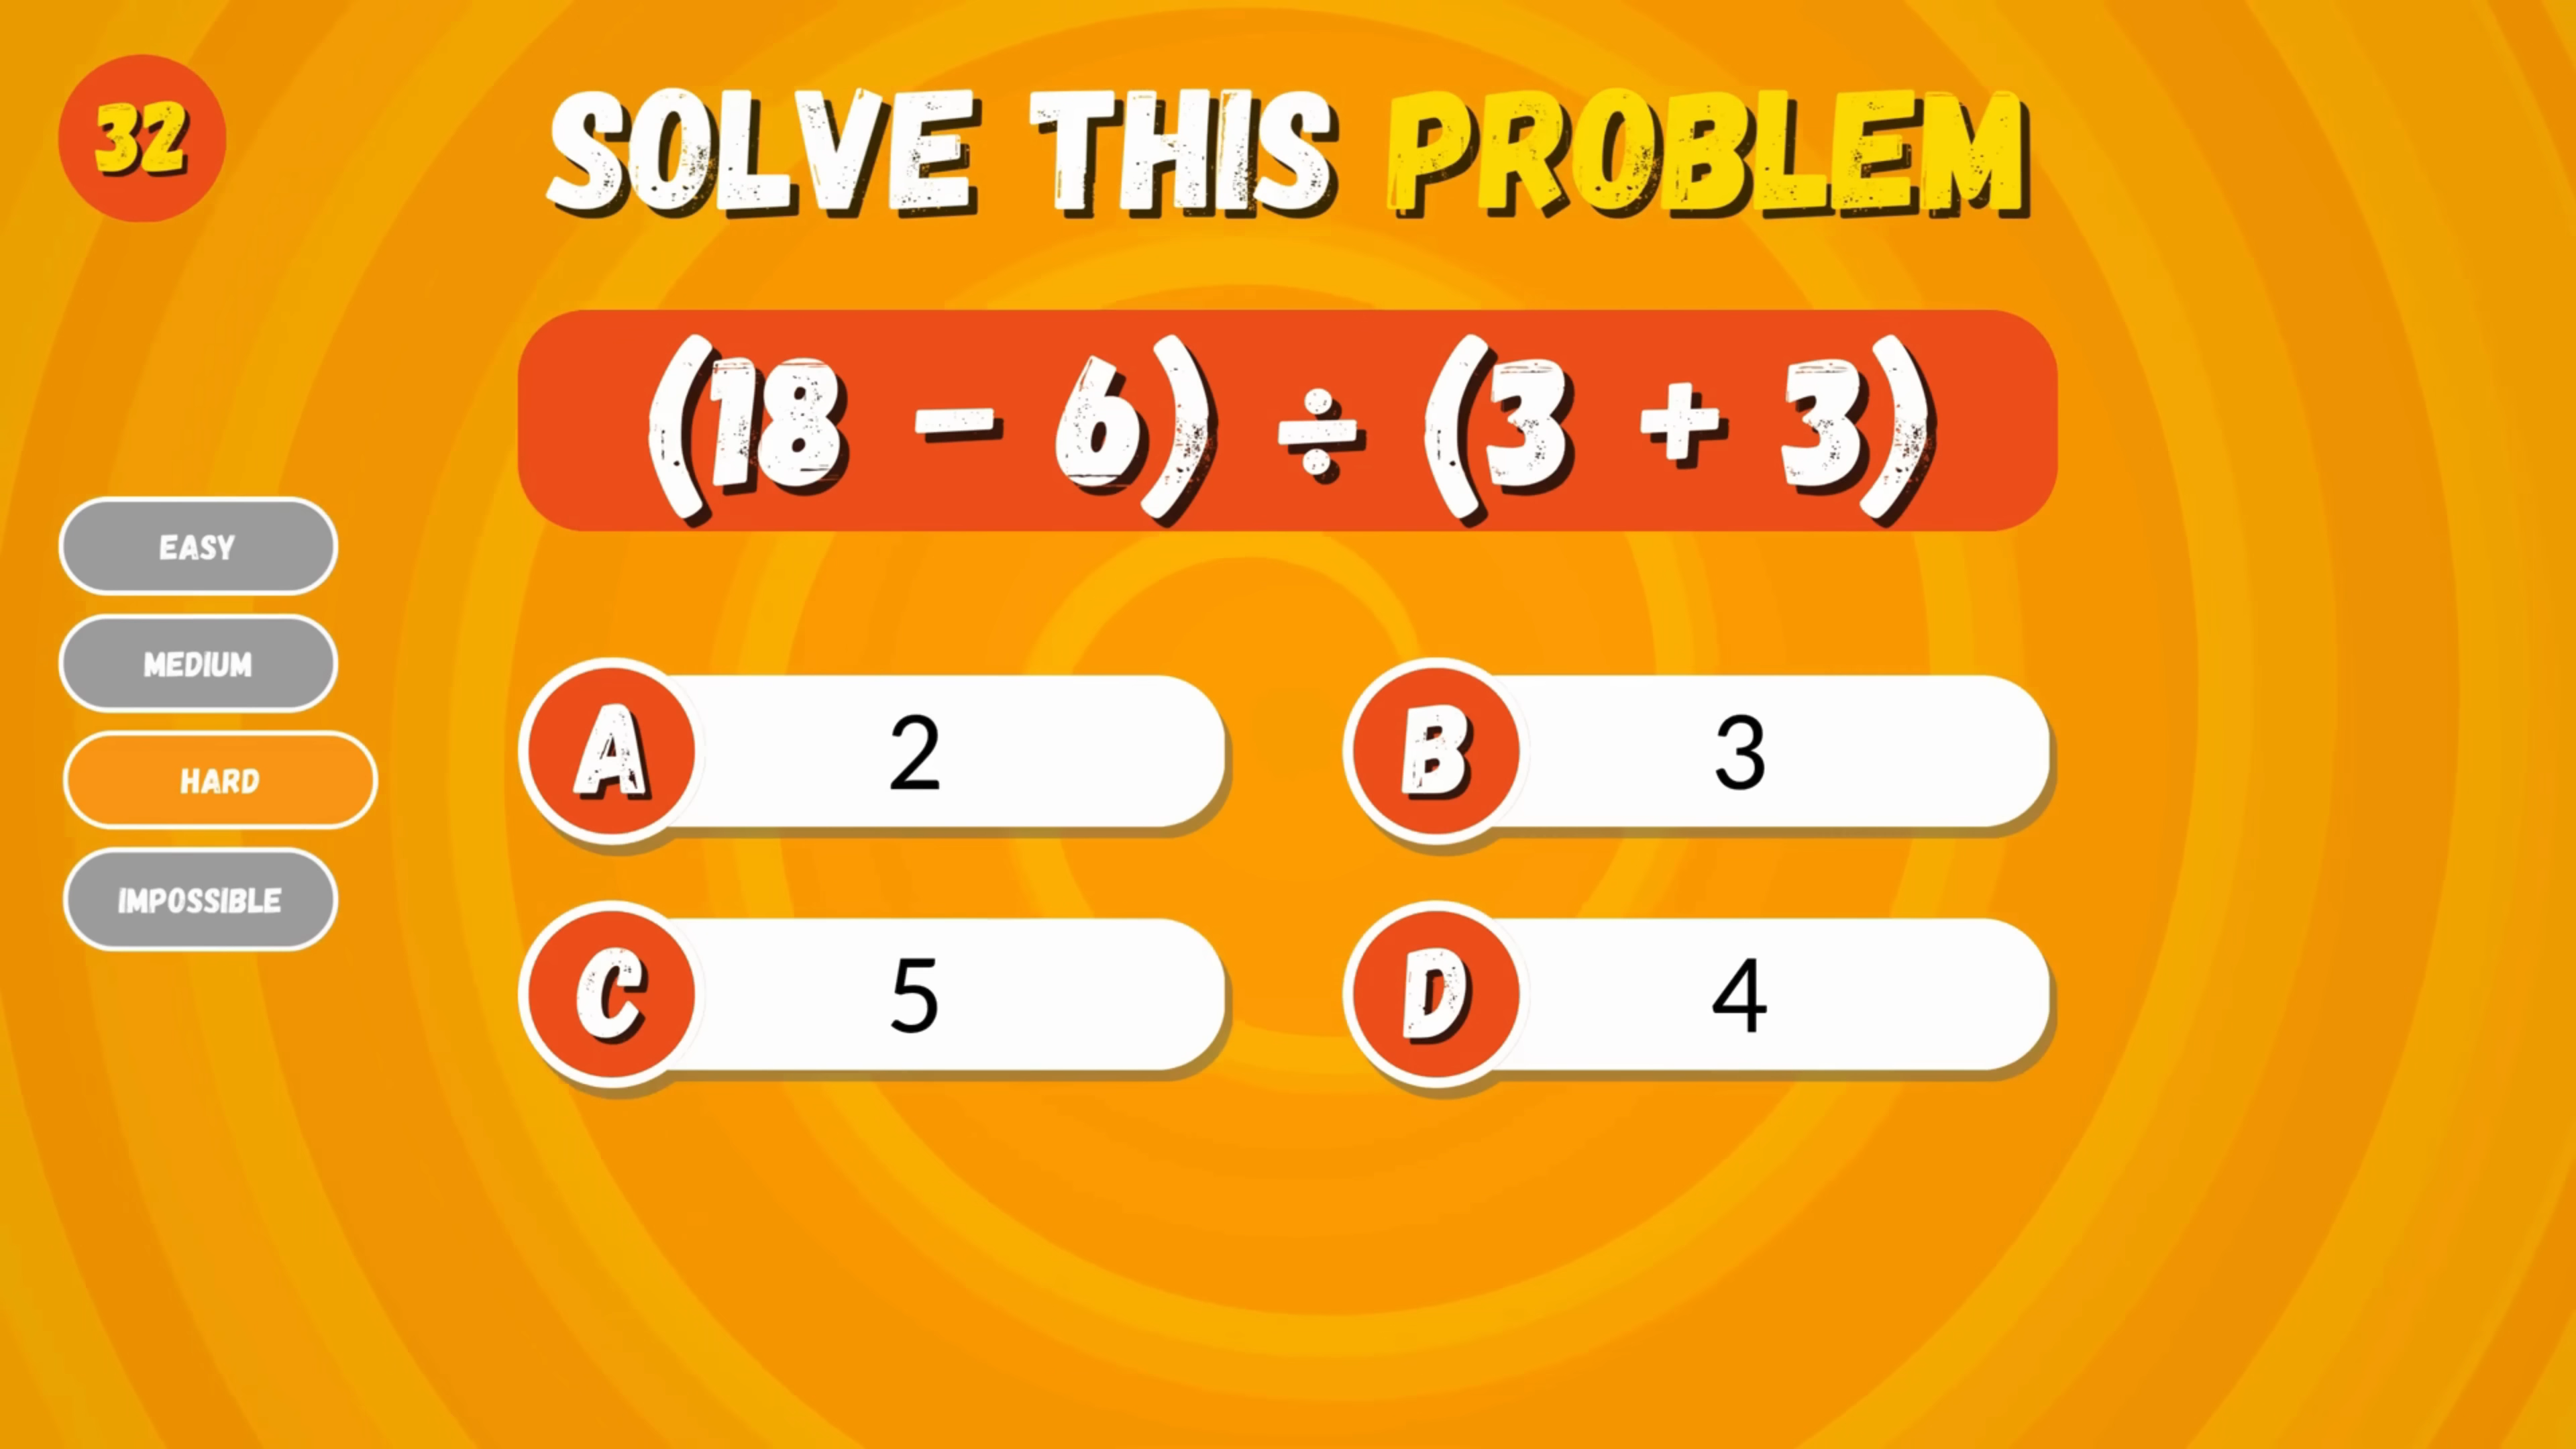 32
SOLVE THIS PROBLEM
(18 - 6) ÷ (3 + 3)
EASY
MEDIUM
HARD
IMPOSSIBLE
A 2
B 3
C 5
D 4